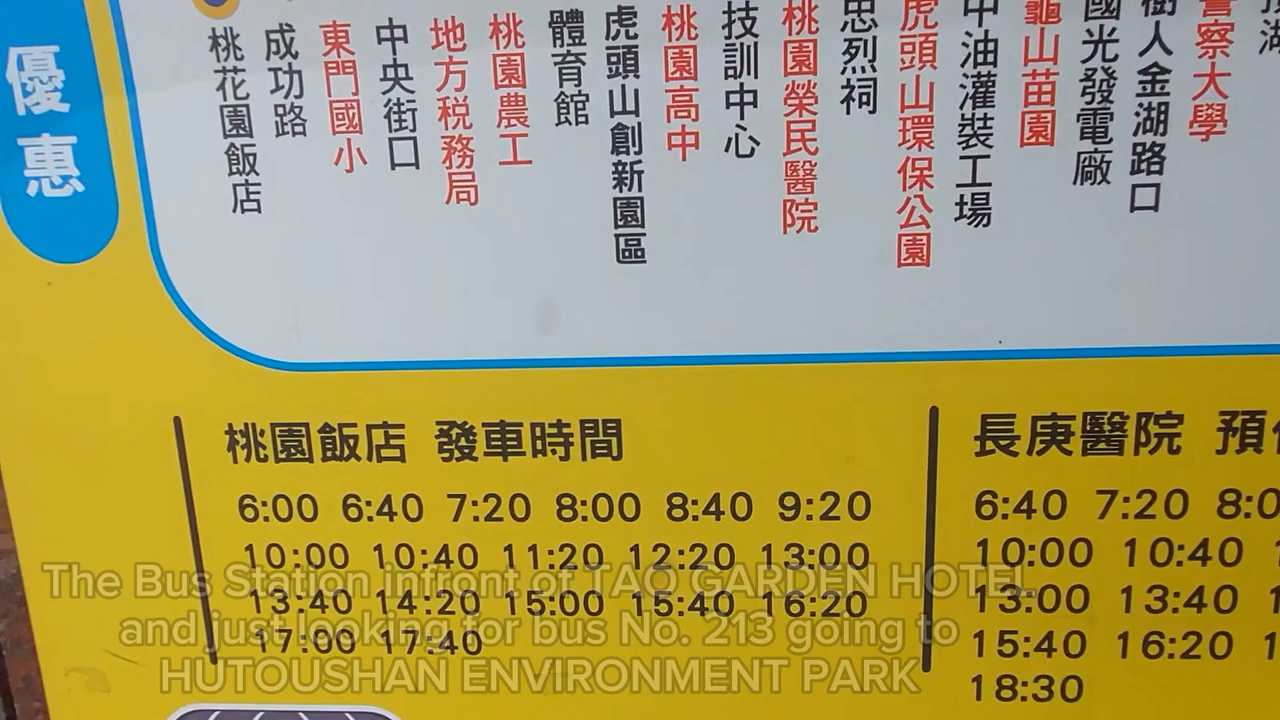 優惠
桃花園飯店
成功路
東門國小
中央街口
地方稅務局
桃園農工
體育館
虎頭山創新園區
桃園高中
技訓中心
桃園榮民醫院
忠烈祠
虎頭山環保公園
中油灌裝工場
龜山苗園
國光發電廠
樹人金湖路口
警察大學
桃園飯店 發車時間
6:00 6:40 7:20 8:00 8:40 9:20
10:00 10:40 11:20 12:20 13:00
13:40 14:20 15:00 15:40 16:20
17:00 17:40
長庚醫院 預
6:40 7:20 8:0
10:00 10:40
13:00 13:40
15:40 16:20
18:30
The Bus Station infront of TAO GARDEN HOTEL
and just looking for bus No. 213 going to
HUTOUSHAN ENVIRONMENT PARK